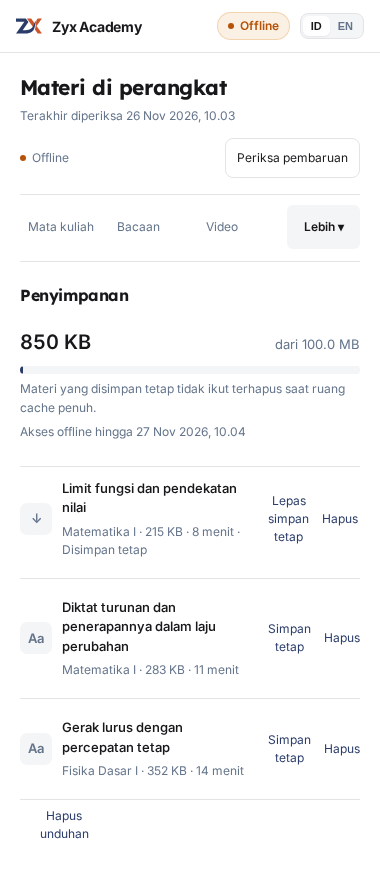 ZX Zyx Academy
Offline
ID EN
Materi di perangkat
Terakhir diperiksa 26 Nov 2026, 10.03
Offline
Periksa pembaruan
Mata kuliah Bacaan Video Lebih ▾
Penyimpanan
850 KB
dari 100.0 MB
Materi yang disimpan tetap tidak ikut terhapus saat ruang
cache penuh.
Akses offline hingga 27 Nov 2026, 10.04
↓
Limit fungsi dan pendekatan
nilai
Matematika I · 215 KB · 8 menit ·
Disimpan tetap
Lepas
simpan
tetap
Hapus
Aa
Diktat turunan dan
penerapannya dalam laju
perubahan
Matematika I · 283 KB · 11 menit
Simpan
tetap
Hapus
Aa
Gerak lurus dengan
percepatan tetap
Fisika Dasar I · 352 KB · 14 menit
Simpan
tetap
Hapus
Hapus
unduhan